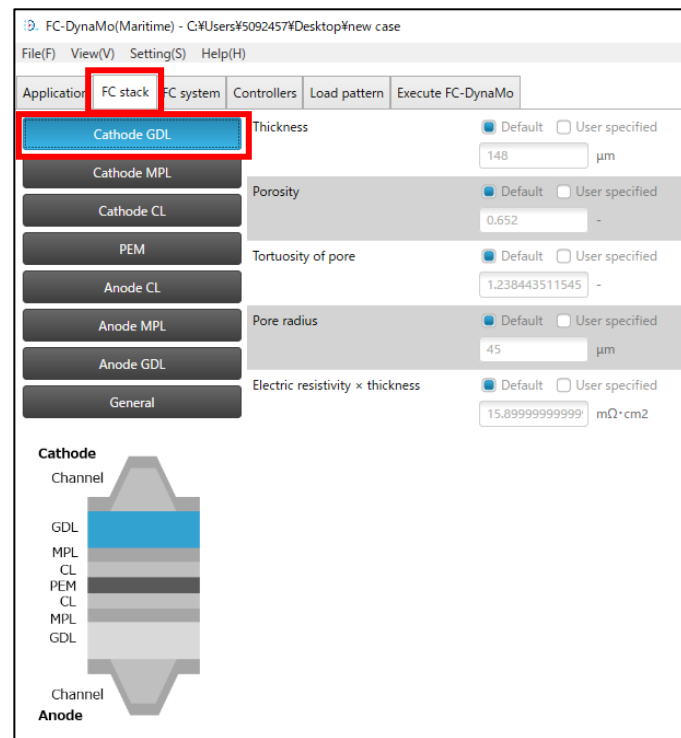 FC-DynaMo(Maritime) - C:¥Users¥5092457¥Desktop¥new case
File(F) View(V) Setting(S) Help(H)
Application FC stack FC system Controllers Load pattern Execute FC-DynaMo
Cathode GDL
Cathode MPL
Cathode CL
PEM
Anode CL
Anode MPL
Anode GDL
General
Thickness Default User specified
148 μm
Porosity Default User specified
0.652 -
Tortuosity of pore Default User specified
1.238443511545 -
Pore radius Default User specified
45 μm
Electric resistivity × thickness Default User specified
15.89999999999 mΩ･cm2
Cathode
Channel
GDL
MPL
CL
PEM
CL
MPL
GDL
Channel
Anode